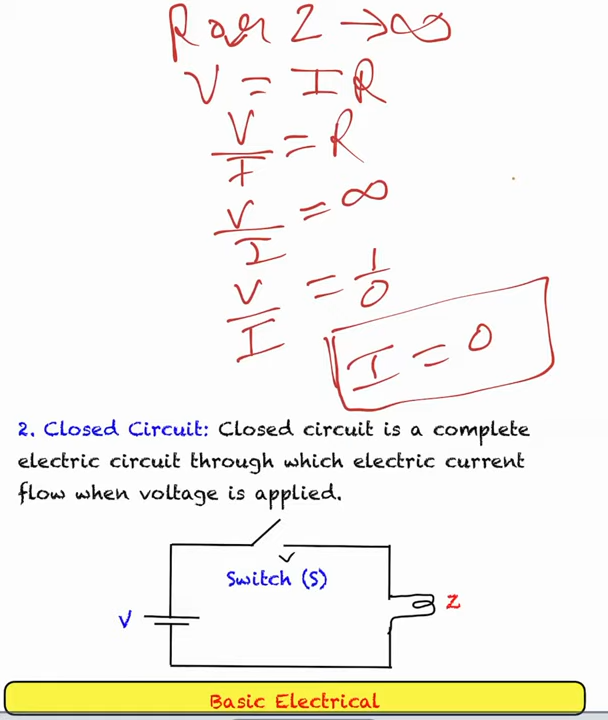 R or Z → ∞
V = IR
V/I = R
V/I = ∞
V/I = 1/0
I = 0
2. Closed Circuit: Closed circuit is a complete
electric circuit through which electric current
flow when voltage is applied.
Switch (S)
V
Z
Basic Electrical